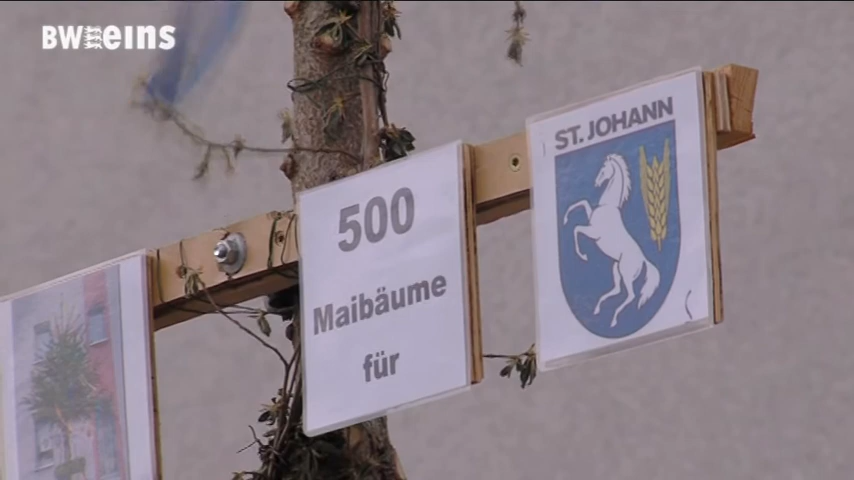 BW eins
500
Maibäume
für
ST. JOHANN